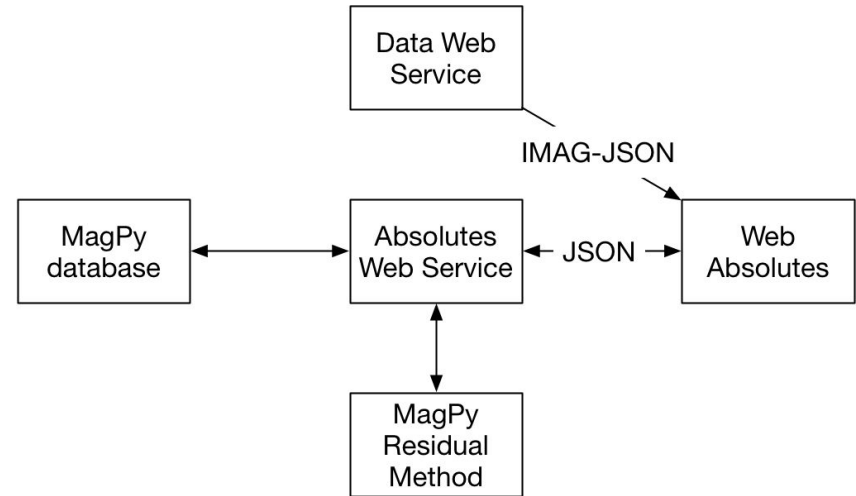 Data Web
Service
IMAG-JSON
MagPy
database
Absolutes
Web Service
JSON
Web
Absolutes
MagPy
Residual
Method